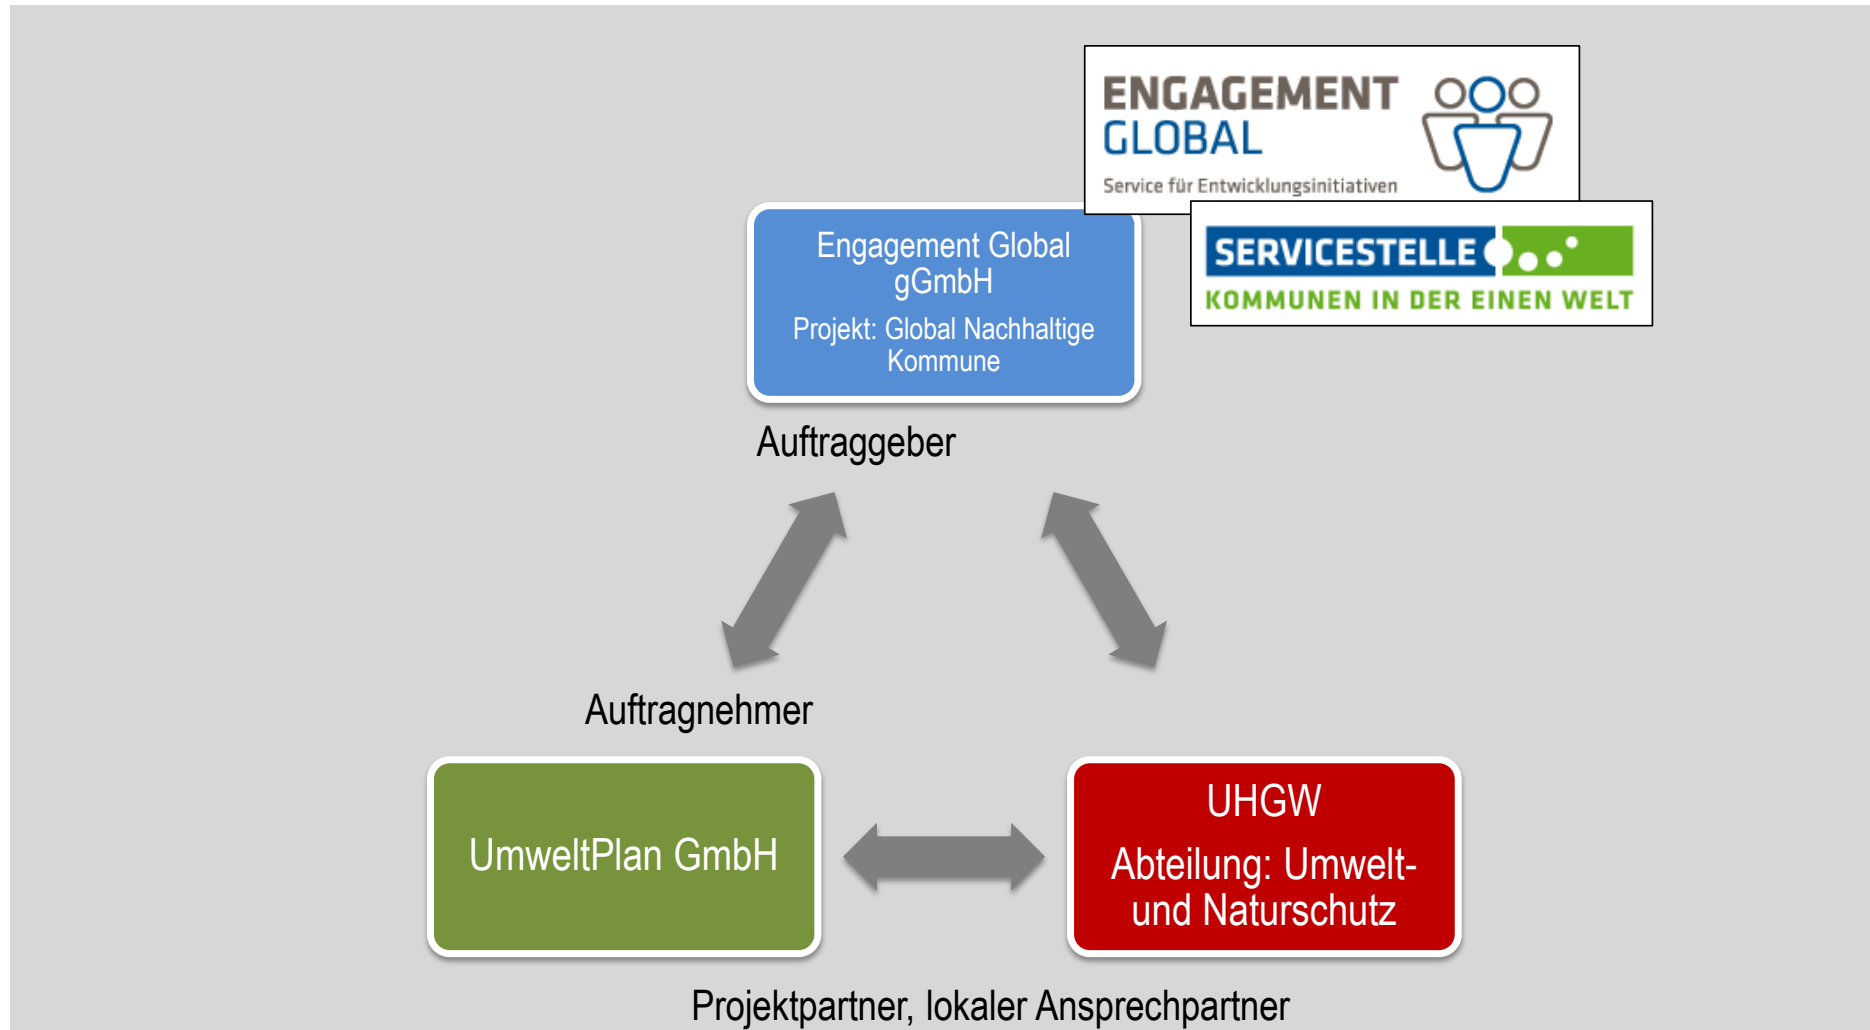 ENGAGEMENT
GLOBAL
Service für Entwicklungsinitiativen
SERVICESTELLE
KOMMUNEN IN DER EINEN WELT
Engagement Global
gGmbH
Projekt: Global Nachhaltige
Kommune
Auftraggeber
Auftragnehmer
UmweltPlan GmbH
UHGW
Abteilung: Umwelt-
und Naturschutz
Projektpartner, lokaler Ansprechpartner